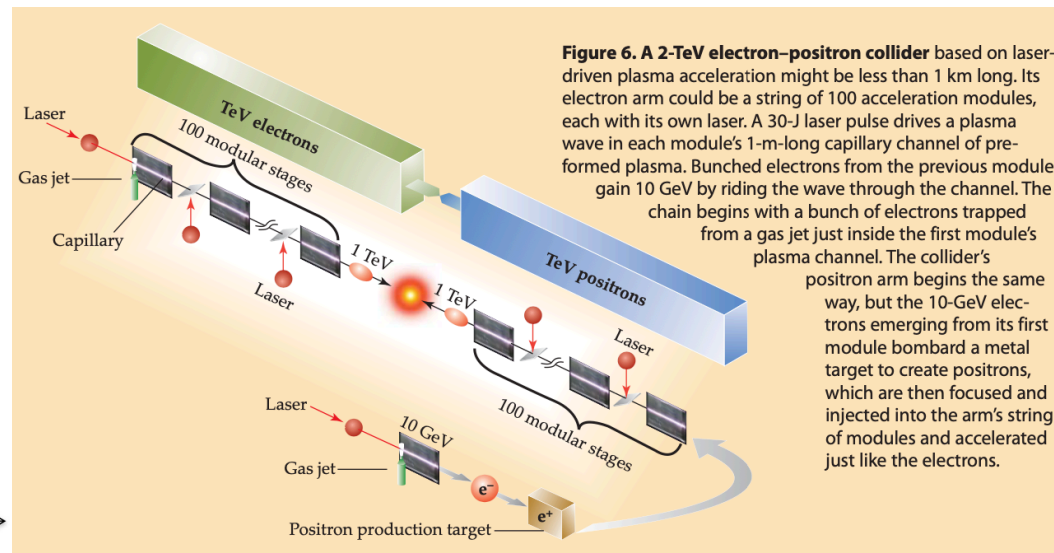 Figure 6. A 2-TeV electron–positron collider based on laser-
driven plasma acceleration might be less than 1 km long. Its
electron arm could be a string of 100 acceleration modules,
each with its own laser. A 30-J laser pulse drives a plasma
wave in each module's 1-m-long capillary channel of pre-
formed plasma. Bunched electrons from the previous module
gain 10 GeV by riding the wave through the channel. The
chain begins with a bunch of electrons trapped
from a gas jet just inside the first module's
plasma channel. The collider's
positron arm begins the same
way, but the 10-GeV elec-
trons emerging from its first
module bombard a metal
target to create positrons,
which are then focused and
injected into the arm's string
of modules and accelerated
just like the electrons.
TeV electrons
Laser
100 modular stages
Gas jet
Capillary
Laser
1 TeV
1 TeV
TeV positrons
Laser
100 modular stages
Laser
10 GeV
Gas jet
e−
e+
Positron production target